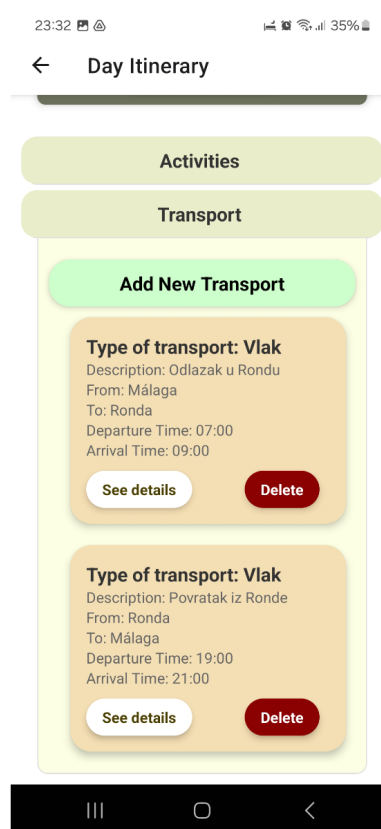 23:32 35%
Day Itinerary
Activities
Transport
Add New Transport
Type of transport: Vlak
Description: Odlazak u Rondu
From: Málaga
To: Ronda
Departure Time: 07:00
Arrival Time: 09:00
See details Delete
Type of transport: Vlak
Description: Povratak iz Ronde
From: Ronda
To: Málaga
Departure Time: 19:00
Arrival Time: 21:00
See details Delete